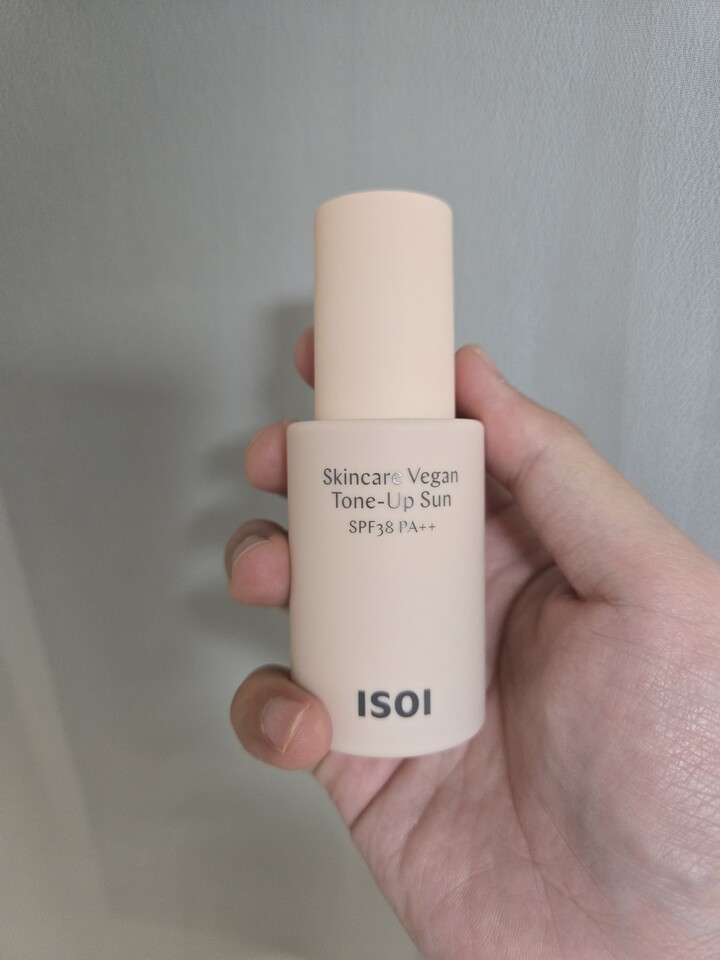 Skincare Vegan
Tone-Up Sun
SPF38 PA++
ISOI